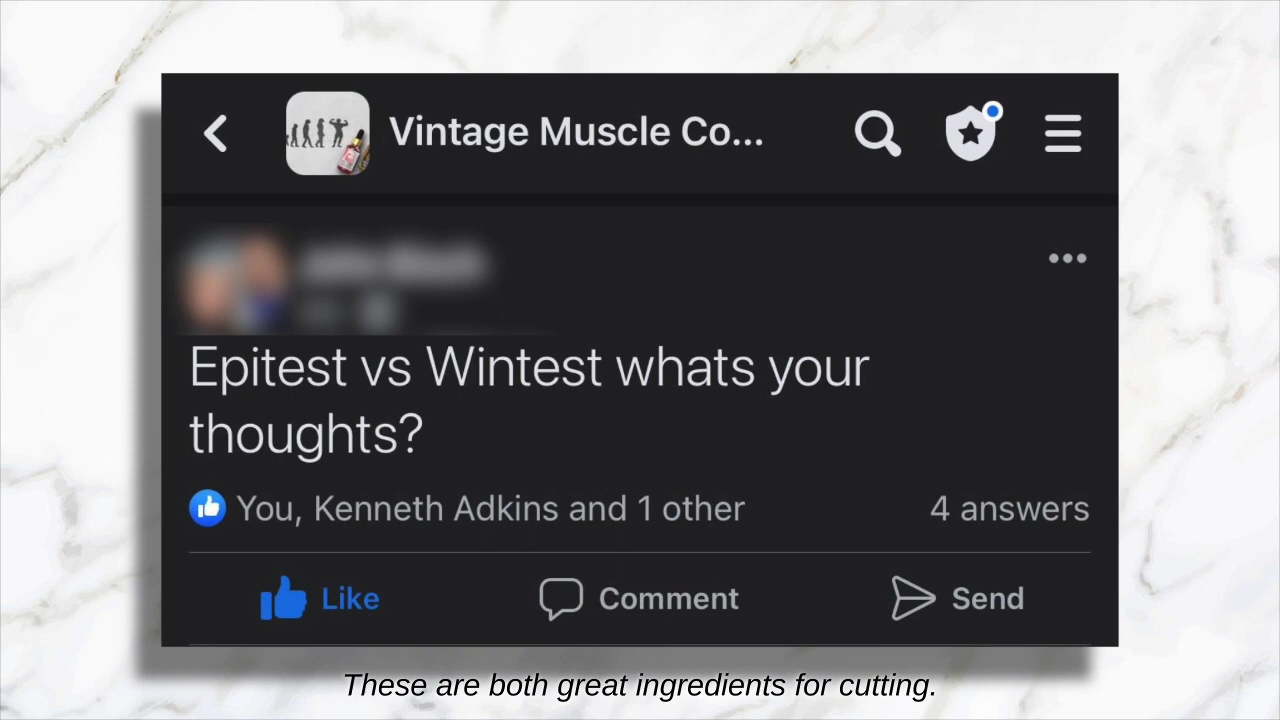 Vintage Muscle Co...
Epitest vs Wintest whats your
thoughts?
You, Kenneth Adkins and 1 other
4 answers
Like
Comment
Send
These are both great ingredients for cutting.